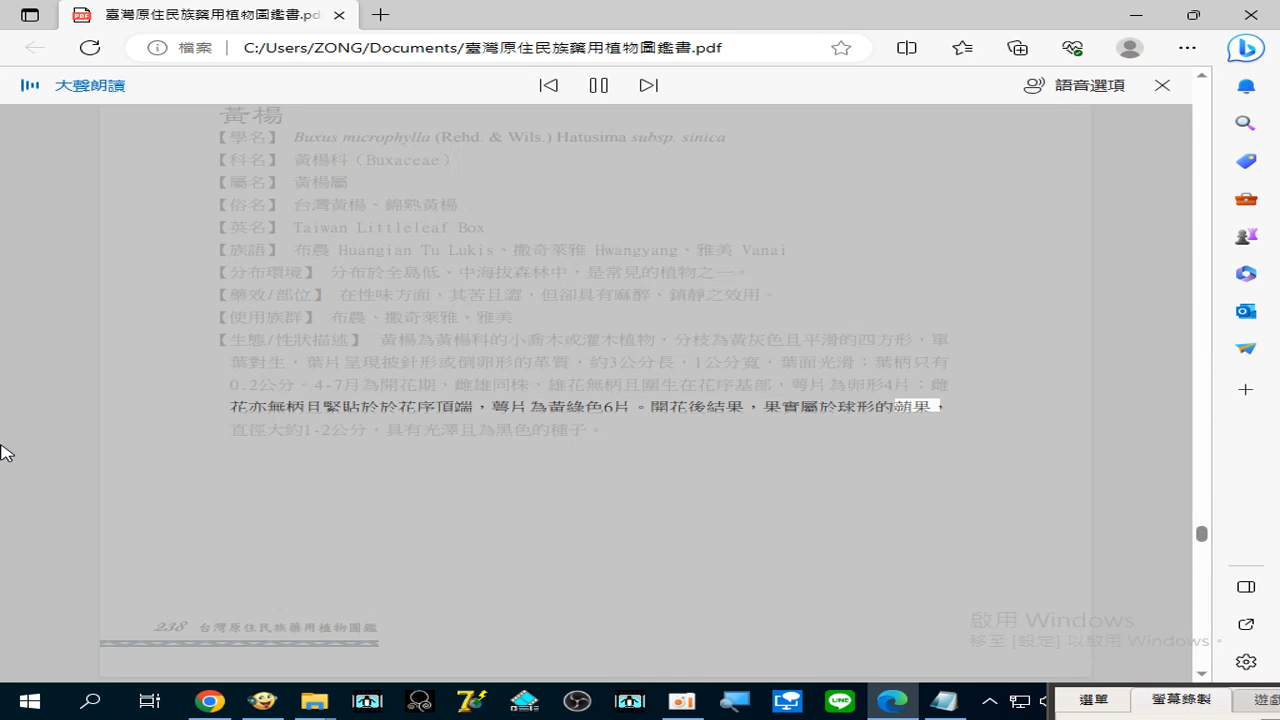 臺灣原住民族藥用植物圖鑑書.pd
檔案
C:/Users/ZONG/Documents/臺灣原住民族藥用植物圖鑑書.pdf
大聲朗讀
語音選項
黃楊
【學名】 Buxus microphylla (Rehd. & Wils.) Hatusima subsp. sinica
【科名】 黃楊科（Buxaceae）
【屬名】 黃楊屬
【俗名】 台灣黃楊、錦熟黃楊
【英名】 Taiwan Littleleaf Box
【族語】 布農 Huangian Tu Lukis、撒奇萊雅 Hwangyang、雅美 Vanai
【分布環境】 分布於全島低、中海拔森林中，是常見的植物之一。
【藥效/部位】 在性味方面，其苦且澀，但卻具有麻醉、鎮靜之效用。
【使用族群】 布農、撒奇萊雅、雅美
【生態/性狀描述】 黃楊為黃楊科的小喬木或灌木植物，分枝為黃灰色且平滑的四方形，單
葉對生，葉片呈現披針形或倒卵形的革質，約3公分長，1公分寬，葉面光滑；葉柄只有
0.2公分。4-7月為開花期，雌雄同株，雄花無柄且圍生在花序基部，萼片為卵形4片；雌
花亦無柄且緊貼於於花序頂端，萼片為黃綠色6片。開花後結果，果實屬於球形的蒴果，
直徑大約1-2公分，具有光澤且為黑色的種子。
238 台灣原住民族藥用植物圖鑑
啟用 Windows
移至 [設定] 以啟用 Windows。
選單
螢幕錄製